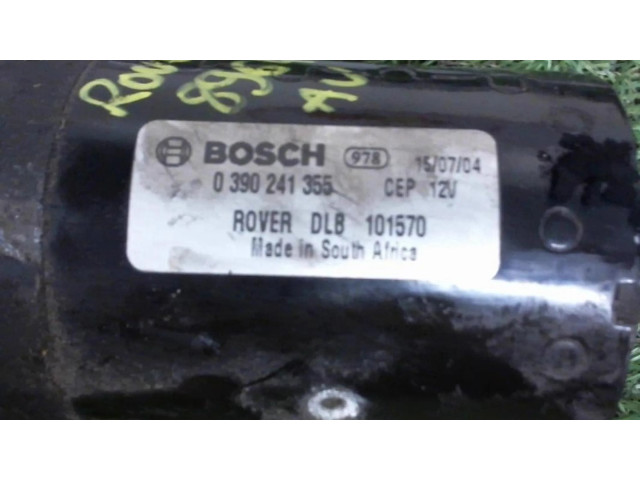 BOSCH 978 15/07/04
0 390 241 355 CEP 12V
ROVER DLB 101570
Made in South Africa